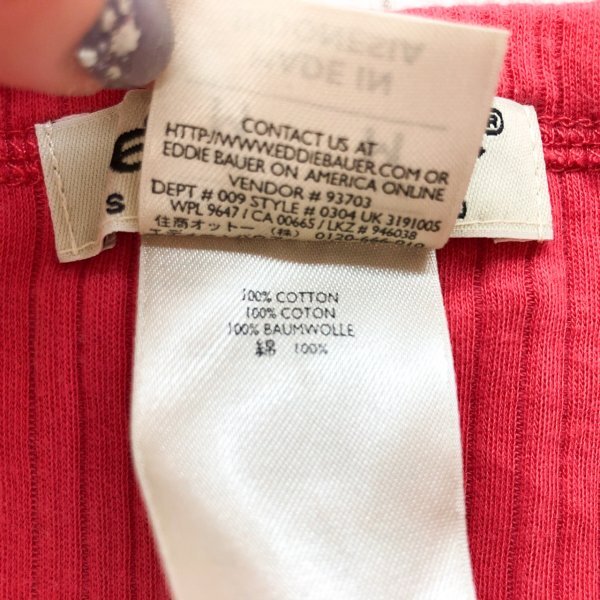 CONTACT US AT
HTTP//WWW.EDDIEBAUER.COM OR
EDDIE BAUER ON AMERICA ONLINE
VENDOR # 93703
DEPT # 009 STYLE # 0304 UK 3191005
WPL 9647 / CA 00665 / LKZ # 946038
住商オットー (株)
100% COTTON
100% COTON
100% BAUMWOLLE
綿 100%